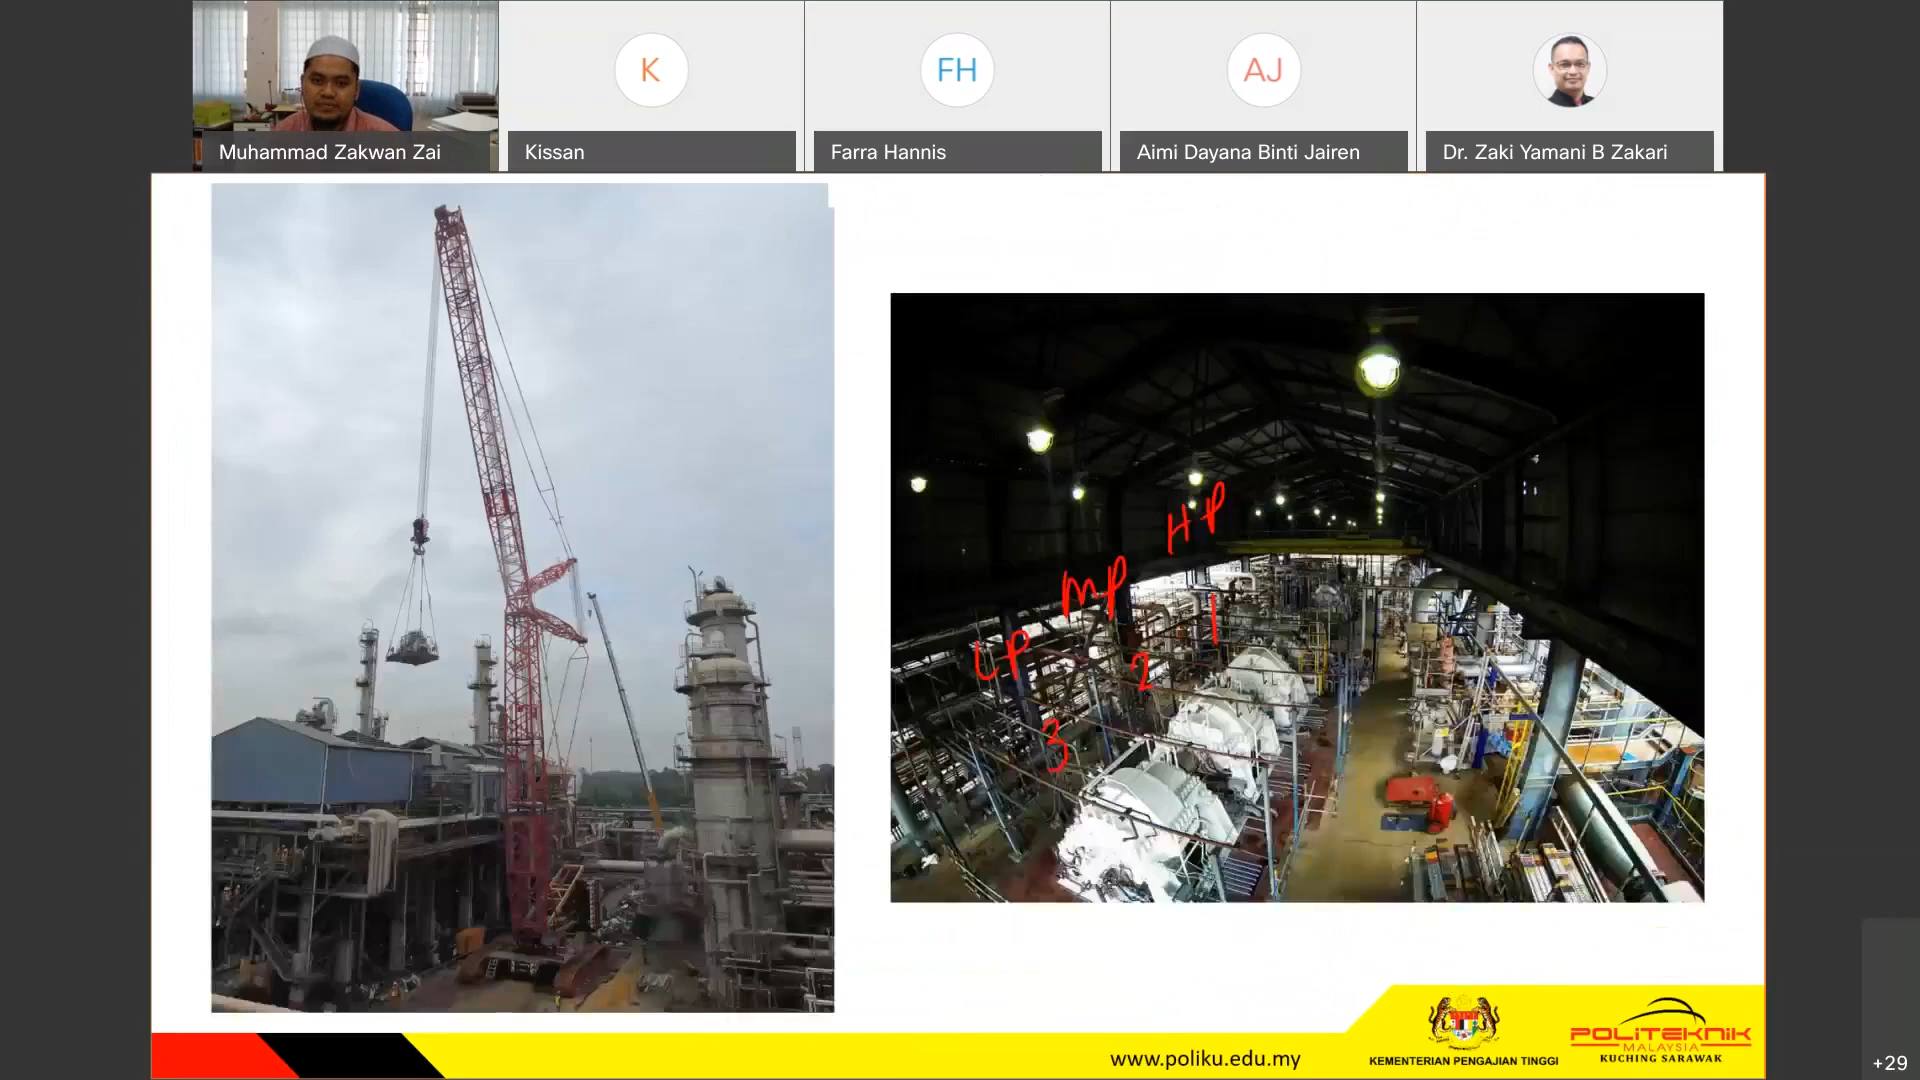 K
FH
AJ
Muhammad Zakwan Zai
Kissan
Farra Hannis
Aimi Dayana Binti Jairen
Dr. Zaki Yamani B Zakari
HP
MP
LP
1
2
3
www.poliku.edu.my
KEMENTERIAN PENGAJIAN TINGGI
POLITEKNIK
MALAYSIA
KUCHING SARAWAK
+29